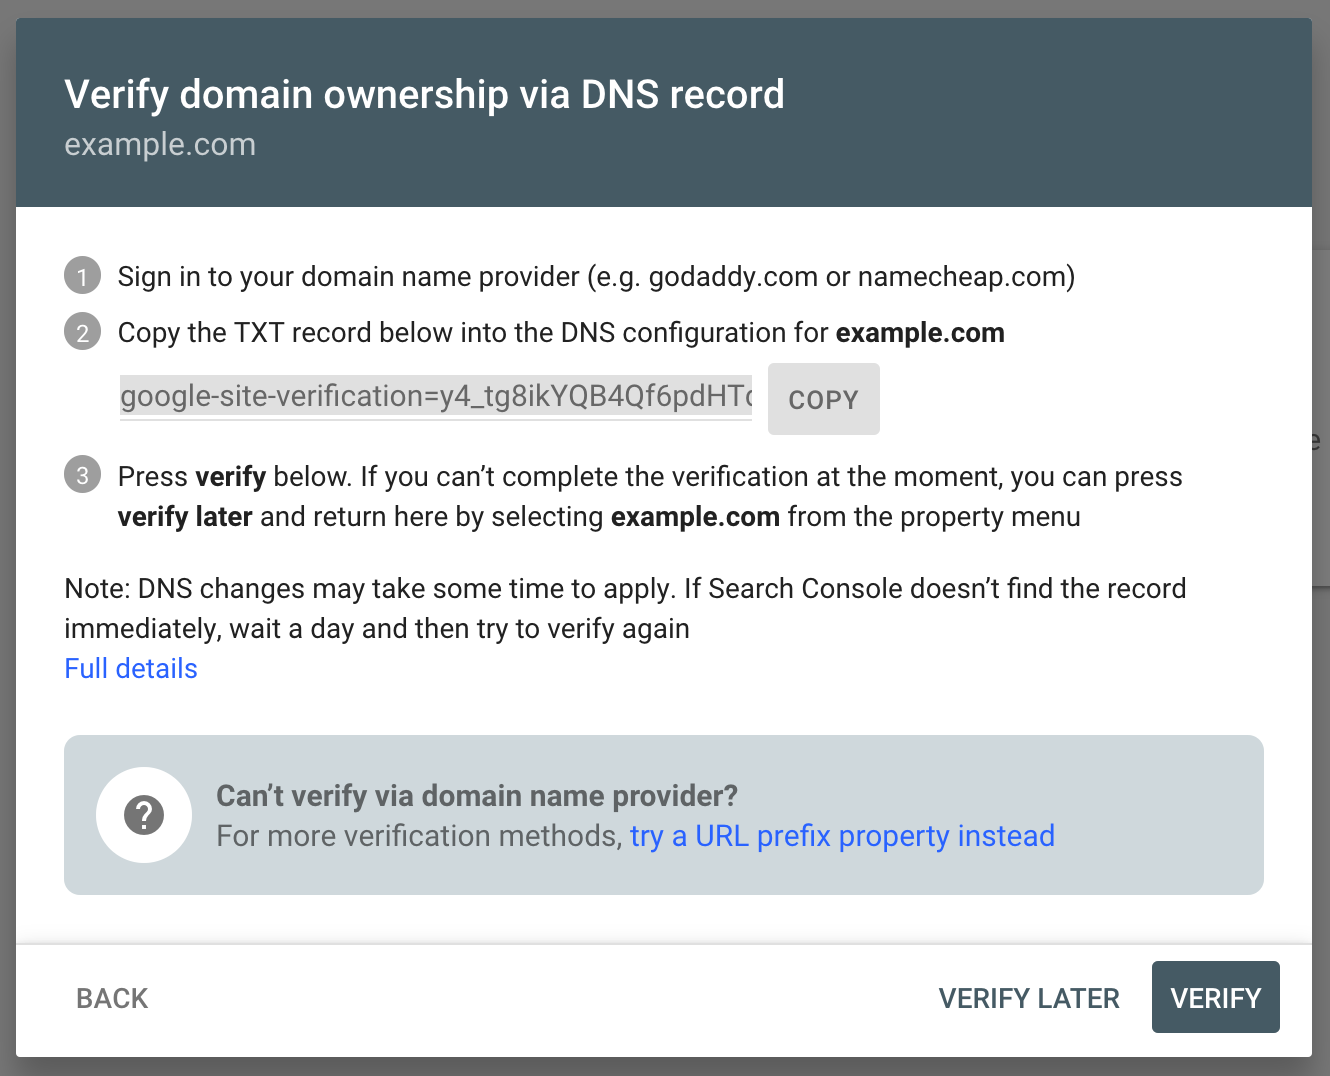 Verify domain ownership via DNS record
example.com
1 Sign in to your domain name provider (e.g. godaddy.com or namecheap.com)
2 Copy the TXT record below into the DNS configuration for example.com
google-site-verification=y4_tg8ikYQB4Qf6pdHT
COPY
3 Press verify below. If you can’t complete the verification at the moment, you can press
verify later and return here by selecting example.com from the property menu
Note: DNS changes may take some time to apply. If Search Console doesn’t find the record
immediately, wait a day and then try to verify again
Full details
? Can’t verify via domain name provider?
For more verification methods, try a URL prefix property instead
BACK
VERIFY LATER
VERIFY